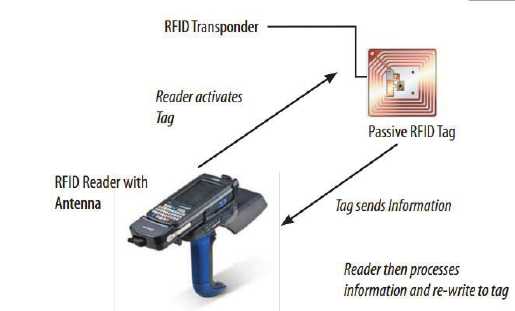 RFID Transponder
Reader activates
Tag
Passive RFID Tag
RFID Reader with
Antenna
Tag sends Information
Reader then processes
information and re-write to tag